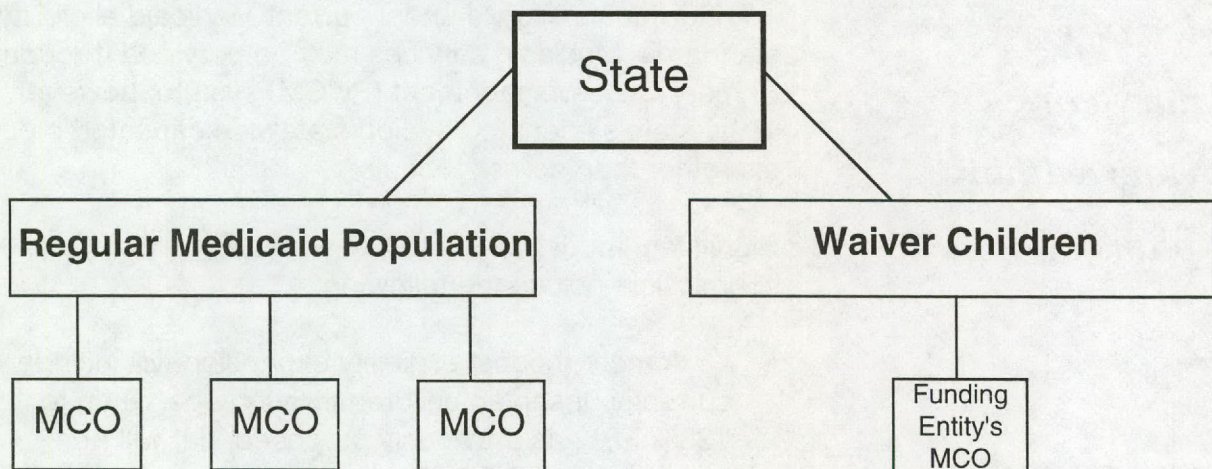 State
Regular Medicaid Population
Waiver Children
MCO
MCO
MCO
Funding
Entity's
MCO